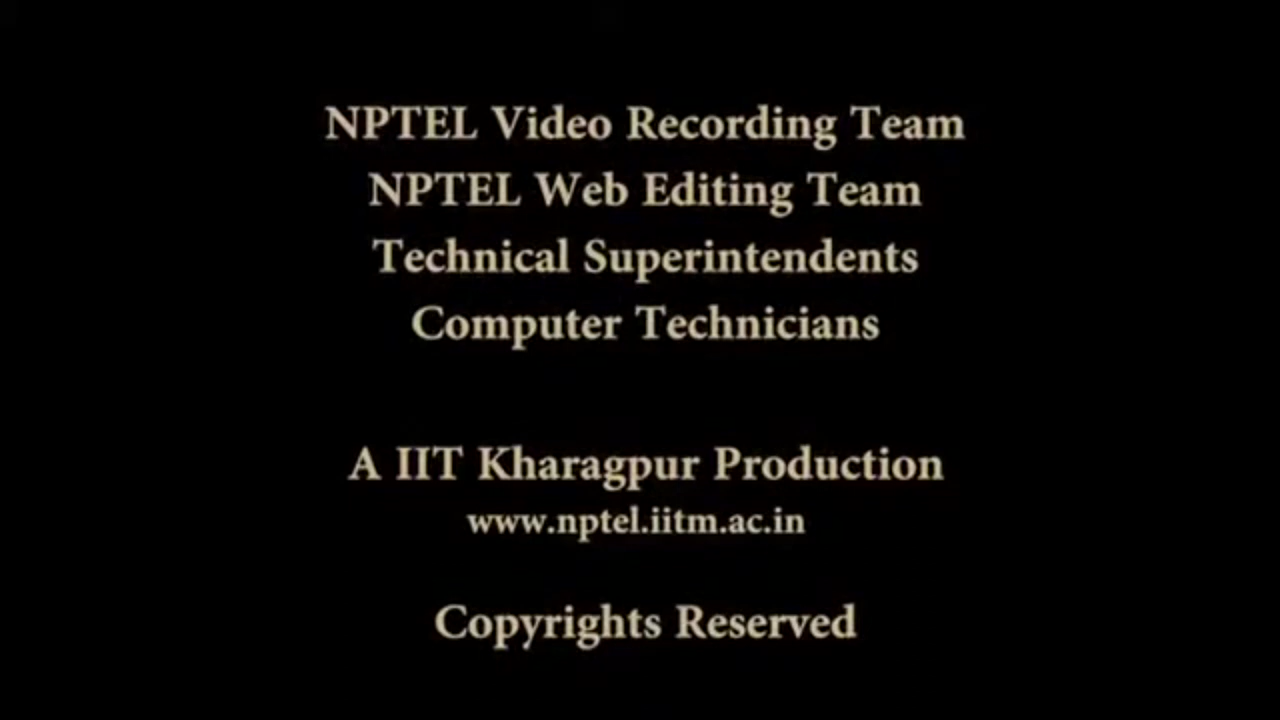 NPTEL Video Recording Team
NPTEL Web Editing Team
Technical Superintendents
Computer Technicians
A IIT Kharagpur Production
www.nptel.iitm.ac.in
Copyrights Reserved